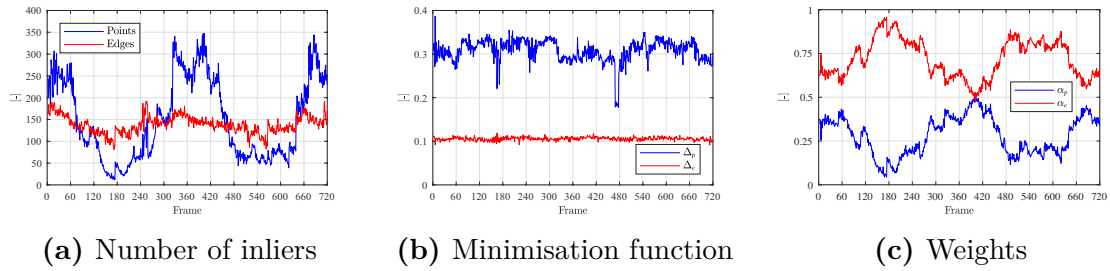 400
350
300
250
200
150
100
50
0
[-]
Points
Edges
0 60 120 180 240 300 360 420 480 540 600 660 720
Frame
(a) Number of inliers
0.4
0.3
0.2
0.1
0
[-]
Δp
Δe
0 60 120 180 240 300 360 420 480 540 600 660 720
Frame
(b) Minimisation function
1
0.75
0.5
0.25
0
[-]
αp
αe
0 60 120 180 240 300 360 420 480 540 600 660 720
Frame
(c) Weights